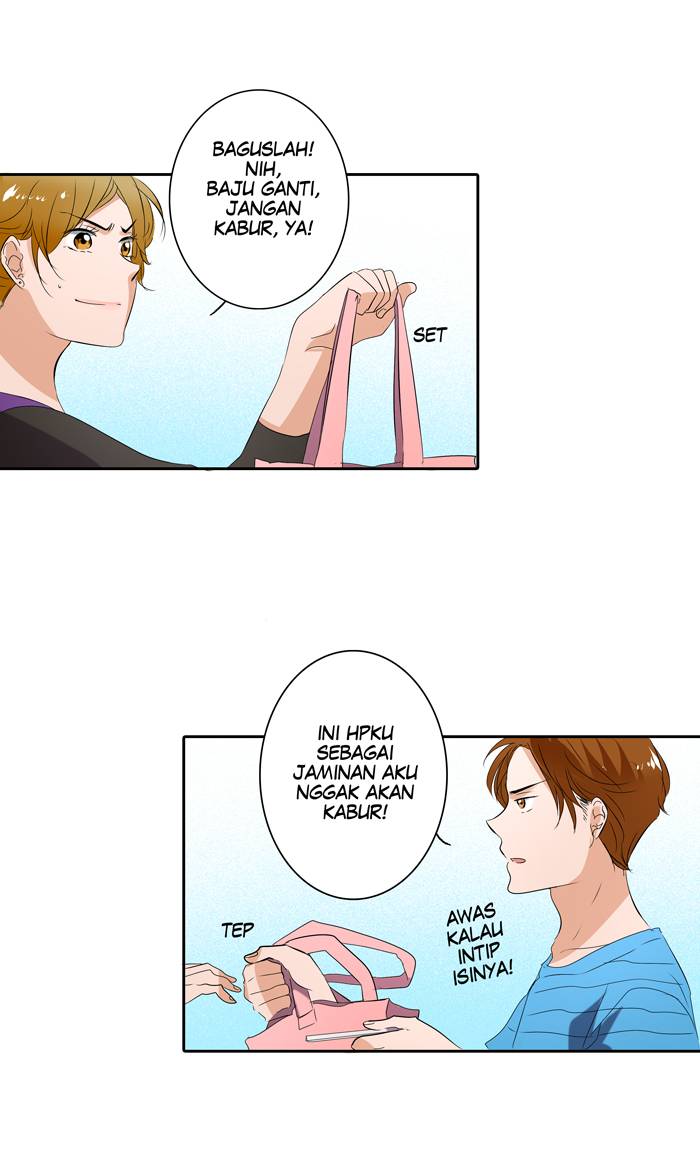 BAGUSLAH!
NIH,
BAJU GANTI,
JANGAN
KABUR, YA!
SET
INI HPKU
SEBAGAI
JAMINAN AKU
NGGAK AKAN
KABUR!
TEP
AWAS
KALAU
INTIP
ISINYA!